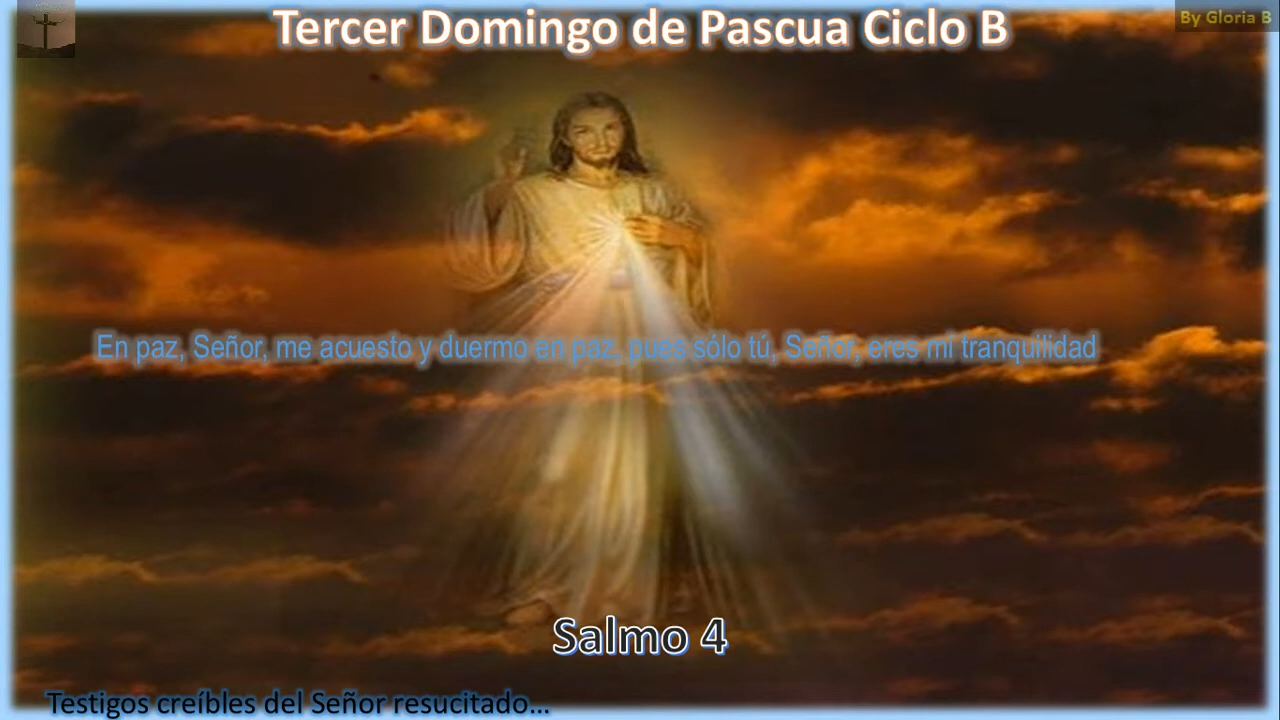 Tercer Domingo de Pascua Ciclo B
By Gloria B
En paz, Señor, me acuesto y duermo en paz, pues sólo tú, Señor, eres mi tranquilidad
Salmo 4
Testigos creíbles del Señor resucitado…